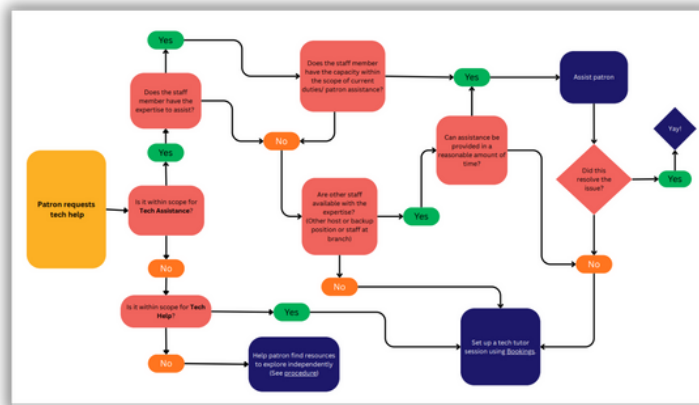 Yes
Does the staff
member have the
expertise to assist?
Yes
Patron requests
tech help
Is it within scope for
Tech Assistance?
No
Is it within scope for Tech
Help?
Yes
No
Help patron find resources
to explore independently
(See procedure)
Does the staff member
have the capacity within
the scope of current
duties/ patron assistance?
No
Are other staff
available with the
expertise?
(Other host or backup
position or staff at
branch)
Yes
No
Yes
Can assistance be
provided in a
reasonable amount of
time?
Assist patron
Did this
resolve the
issue?
Yes
Yay!
No
Set up a tech tutor
session using Bookings.